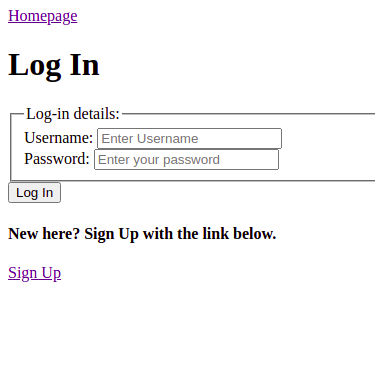 Homepage
Log In
Log-in details:
Username: Enter Username
Password: Enter your password
Log In
New here? Sign Up with the link below.
Sign Up